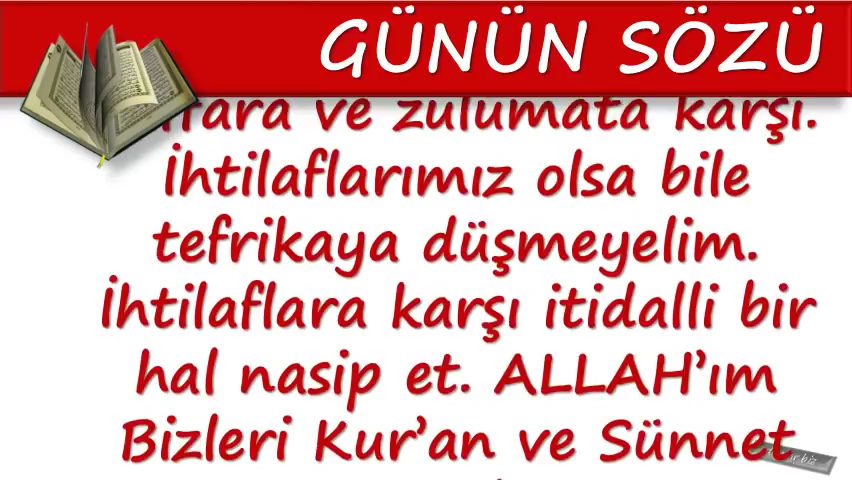 GÜNÜN SÖZÜ
ve zulumata karşı.
İhtilaflarımız olsa bile
tefrikaya düşmeyelim.
İhtilaflara karşı itidalli bir
hal nasip et. ALLAH’ım
Bizleri Kur’an ve Sünnet